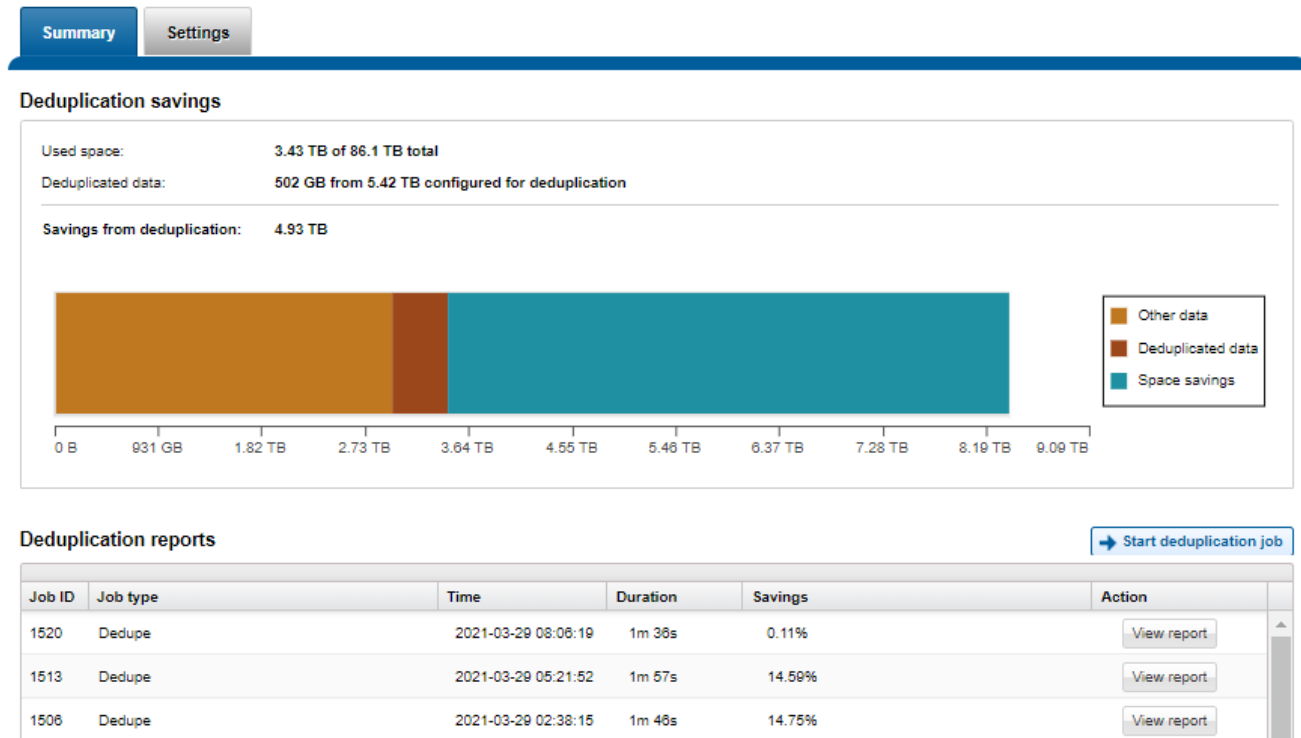 Summary Settings
Deduplication savings
Used space: 3.43 TB of 86.1 TB total
Deduplicated data: 502 GB from 5.42 TB configured for deduplication
Savings from deduplication: 4.93 TB
Other data
Deduplicated data
Space savings
0 B 931 GB 1.82 TB 2.73 TB 3.64 TB 4.55 TB 5.46 TB 6.37 TB 7.28 TB 8.19 TB 9.09 TB
Deduplication reports Start deduplication job
Job ID Job type Time Duration Savings Action
1520 Dedupe 2021-03-29 08:06:19 1m 36s 0.11% View report
1513 Dedupe 2021-03-29 05:21:52 1m 57s 14.59% View report
1506 Dedupe 2021-03-29 02:38:15 1m 46s 14.75% View report